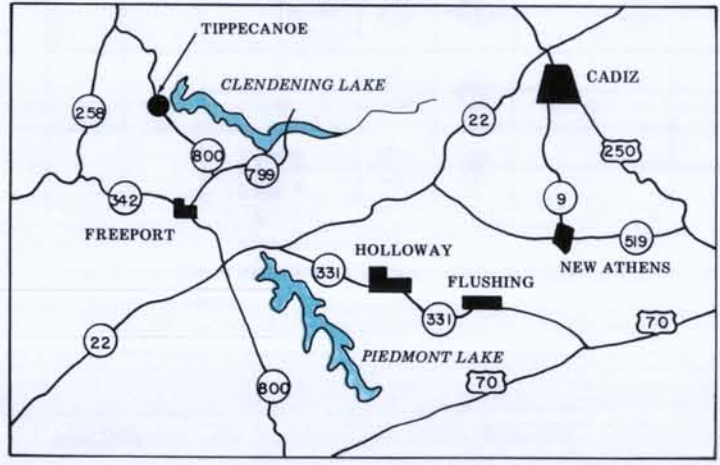 TIPPECANOE
CLENDENING LAKE
CADIZ
258
22
800
799
250
342
9
FREEPORT
519
HOLLOWAY
NEW ATHENS
331
FLUSHING
331
70
22
PIEDMONT LAKE
70
800